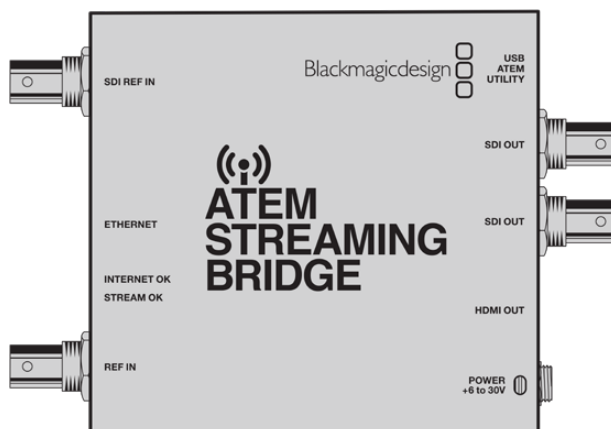 SDI REF IN
Blackmagicdesign
USB
ATEM
UTILITY
SDI OUT
ATEM
STREAMING
BRIDGE
ETHERNET
SDI OUT
INTERNET OK
STREAM OK
HDMI OUT
REF IN
POWER
+6 to 30V